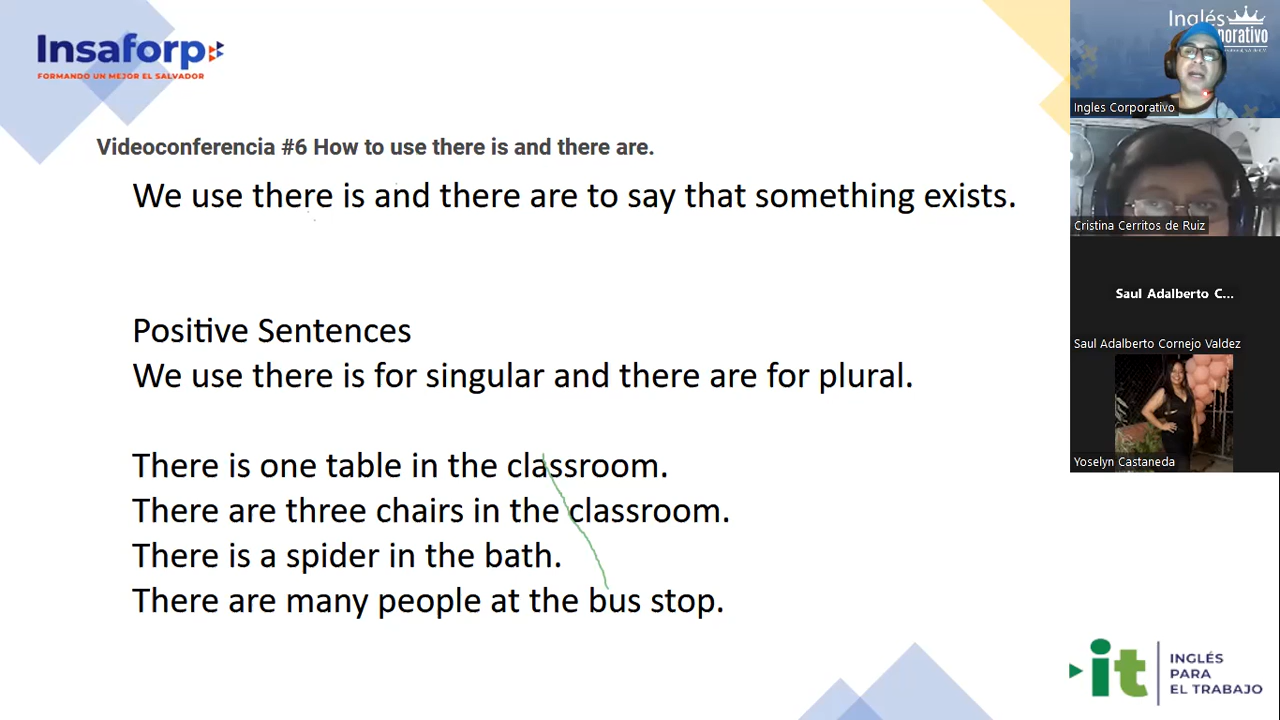 Insaforp
FORMANDO UN MEJOR EL SALVADOR
Videoconferencia #6 How to use there is and there are.
We use there is and there are to say that something exists.
Positive Sentences
We use there is for singular and there are for plural.
There is one table in the classroom.
There are three chairs in the classroom.
There is a spider in the bath.
There are many people at the bus stop.
Inglés
Ingles Corporativo
Cristina Cerritos de Ruiz
Saul Adalberto C...
Saul Adalberto Cornejo Valdez
Yoselyn Castaneda
it
INGLÉS
PARA
EL TRABAJO